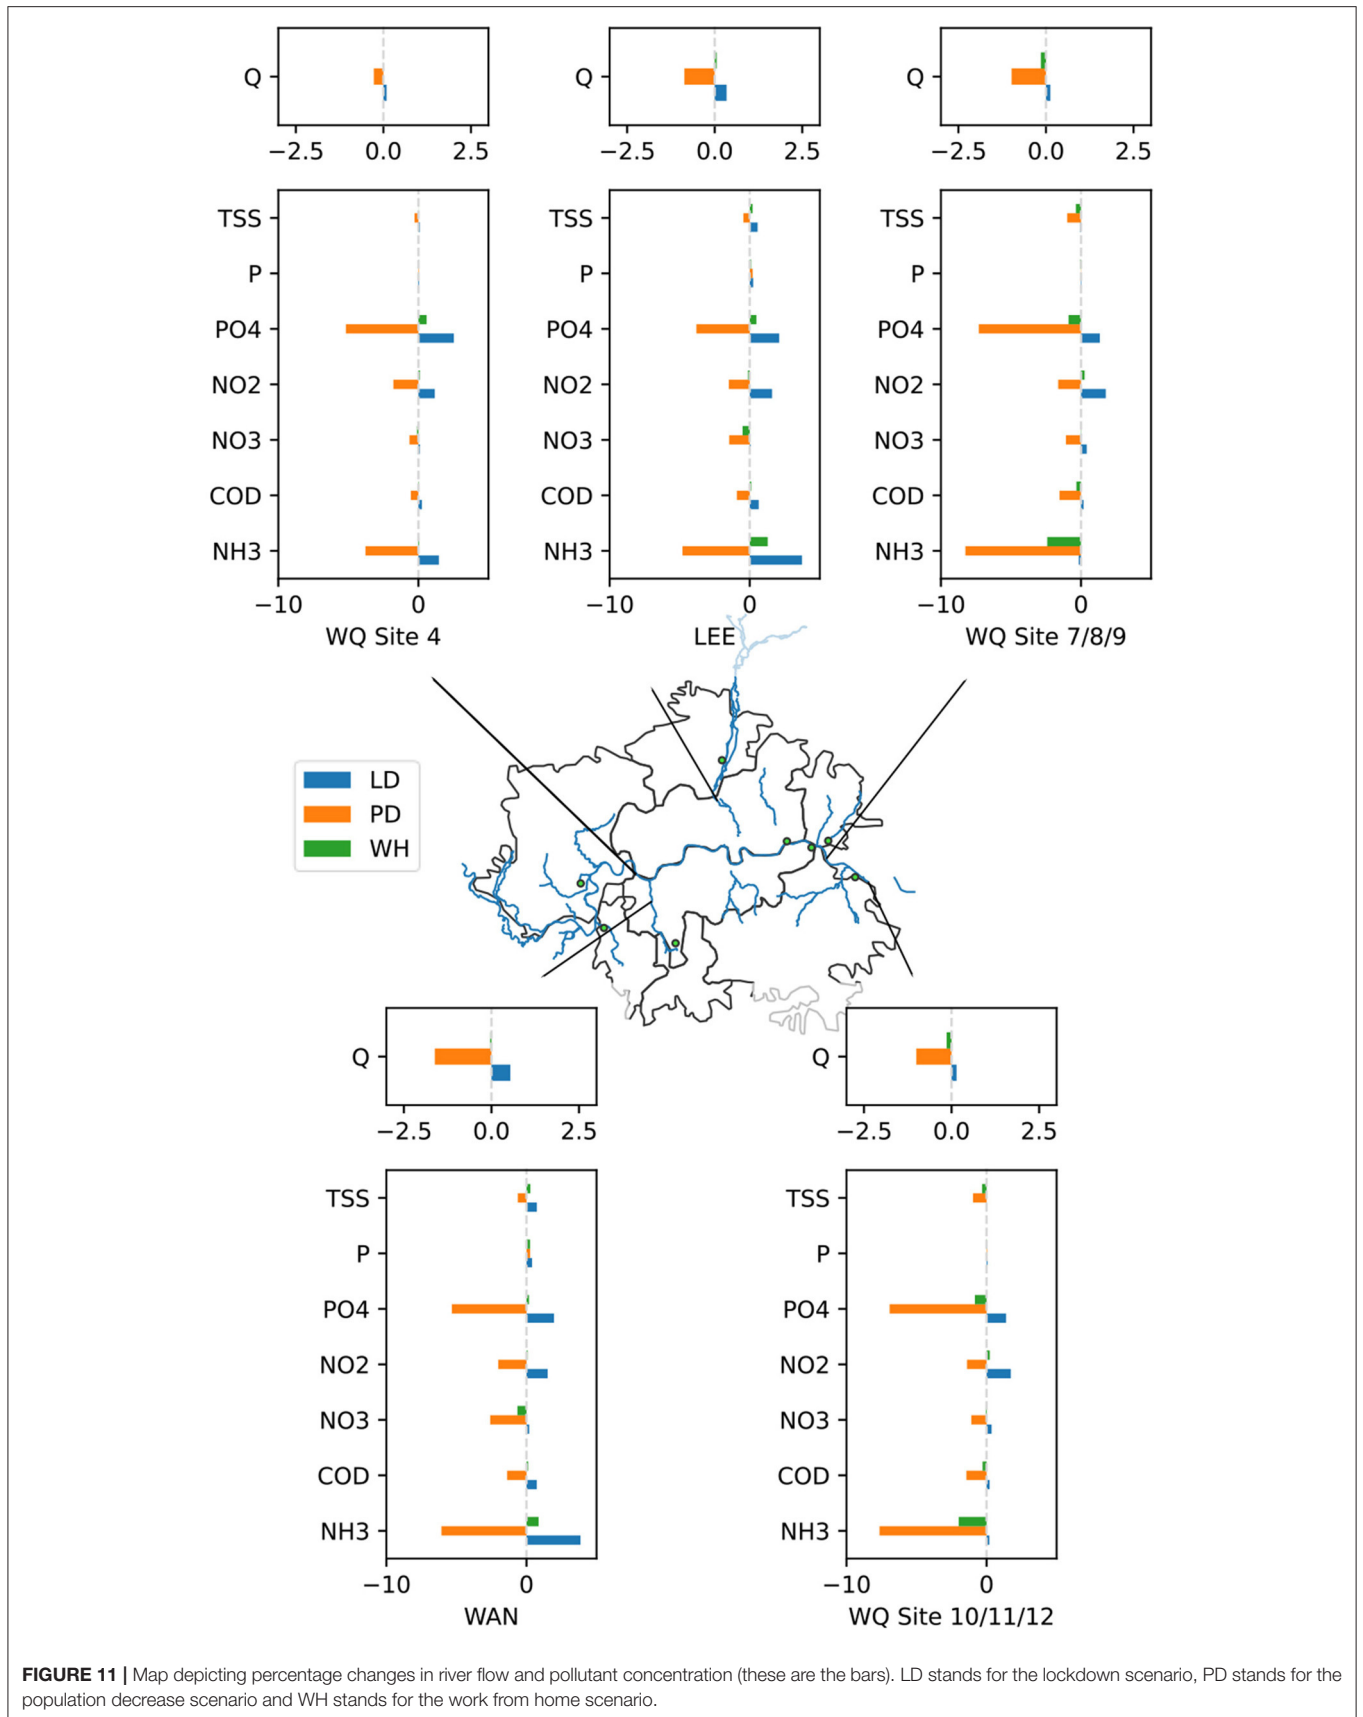 Q
−2.5 0.0 2.5
TSS
P
PO4
NO2
NO3
COD
NH3
−10 0
WQ Site 4
Q
−2.5 0.0 2.5
TSS
P
PO4
NO2
NO3
COD
NH3
−10 0
LEE
Q
−2.5 0.0 2.5
TSS
P
PO4
NO2
NO3
COD
NH3
−10 0
WQ Site 7/8/9
LD
PD
WH
Q
−2.5 0.0 2.5
TSS
P
PO4
NO2
NO3
COD
NH3
−10 0
WAN
Q
−2.5 0.0 2.5
TSS
P
PO4
NO2
NO3
COD
NH3
−10 0
WQ Site 10/11/12
FIGURE 11 | Map depicting percentage changes in river flow and pollutant concentration (these are the bars). LD stands for the lockdown scenario, PD stands for the
population decrease scenario and WH stands for the work from home scenario.